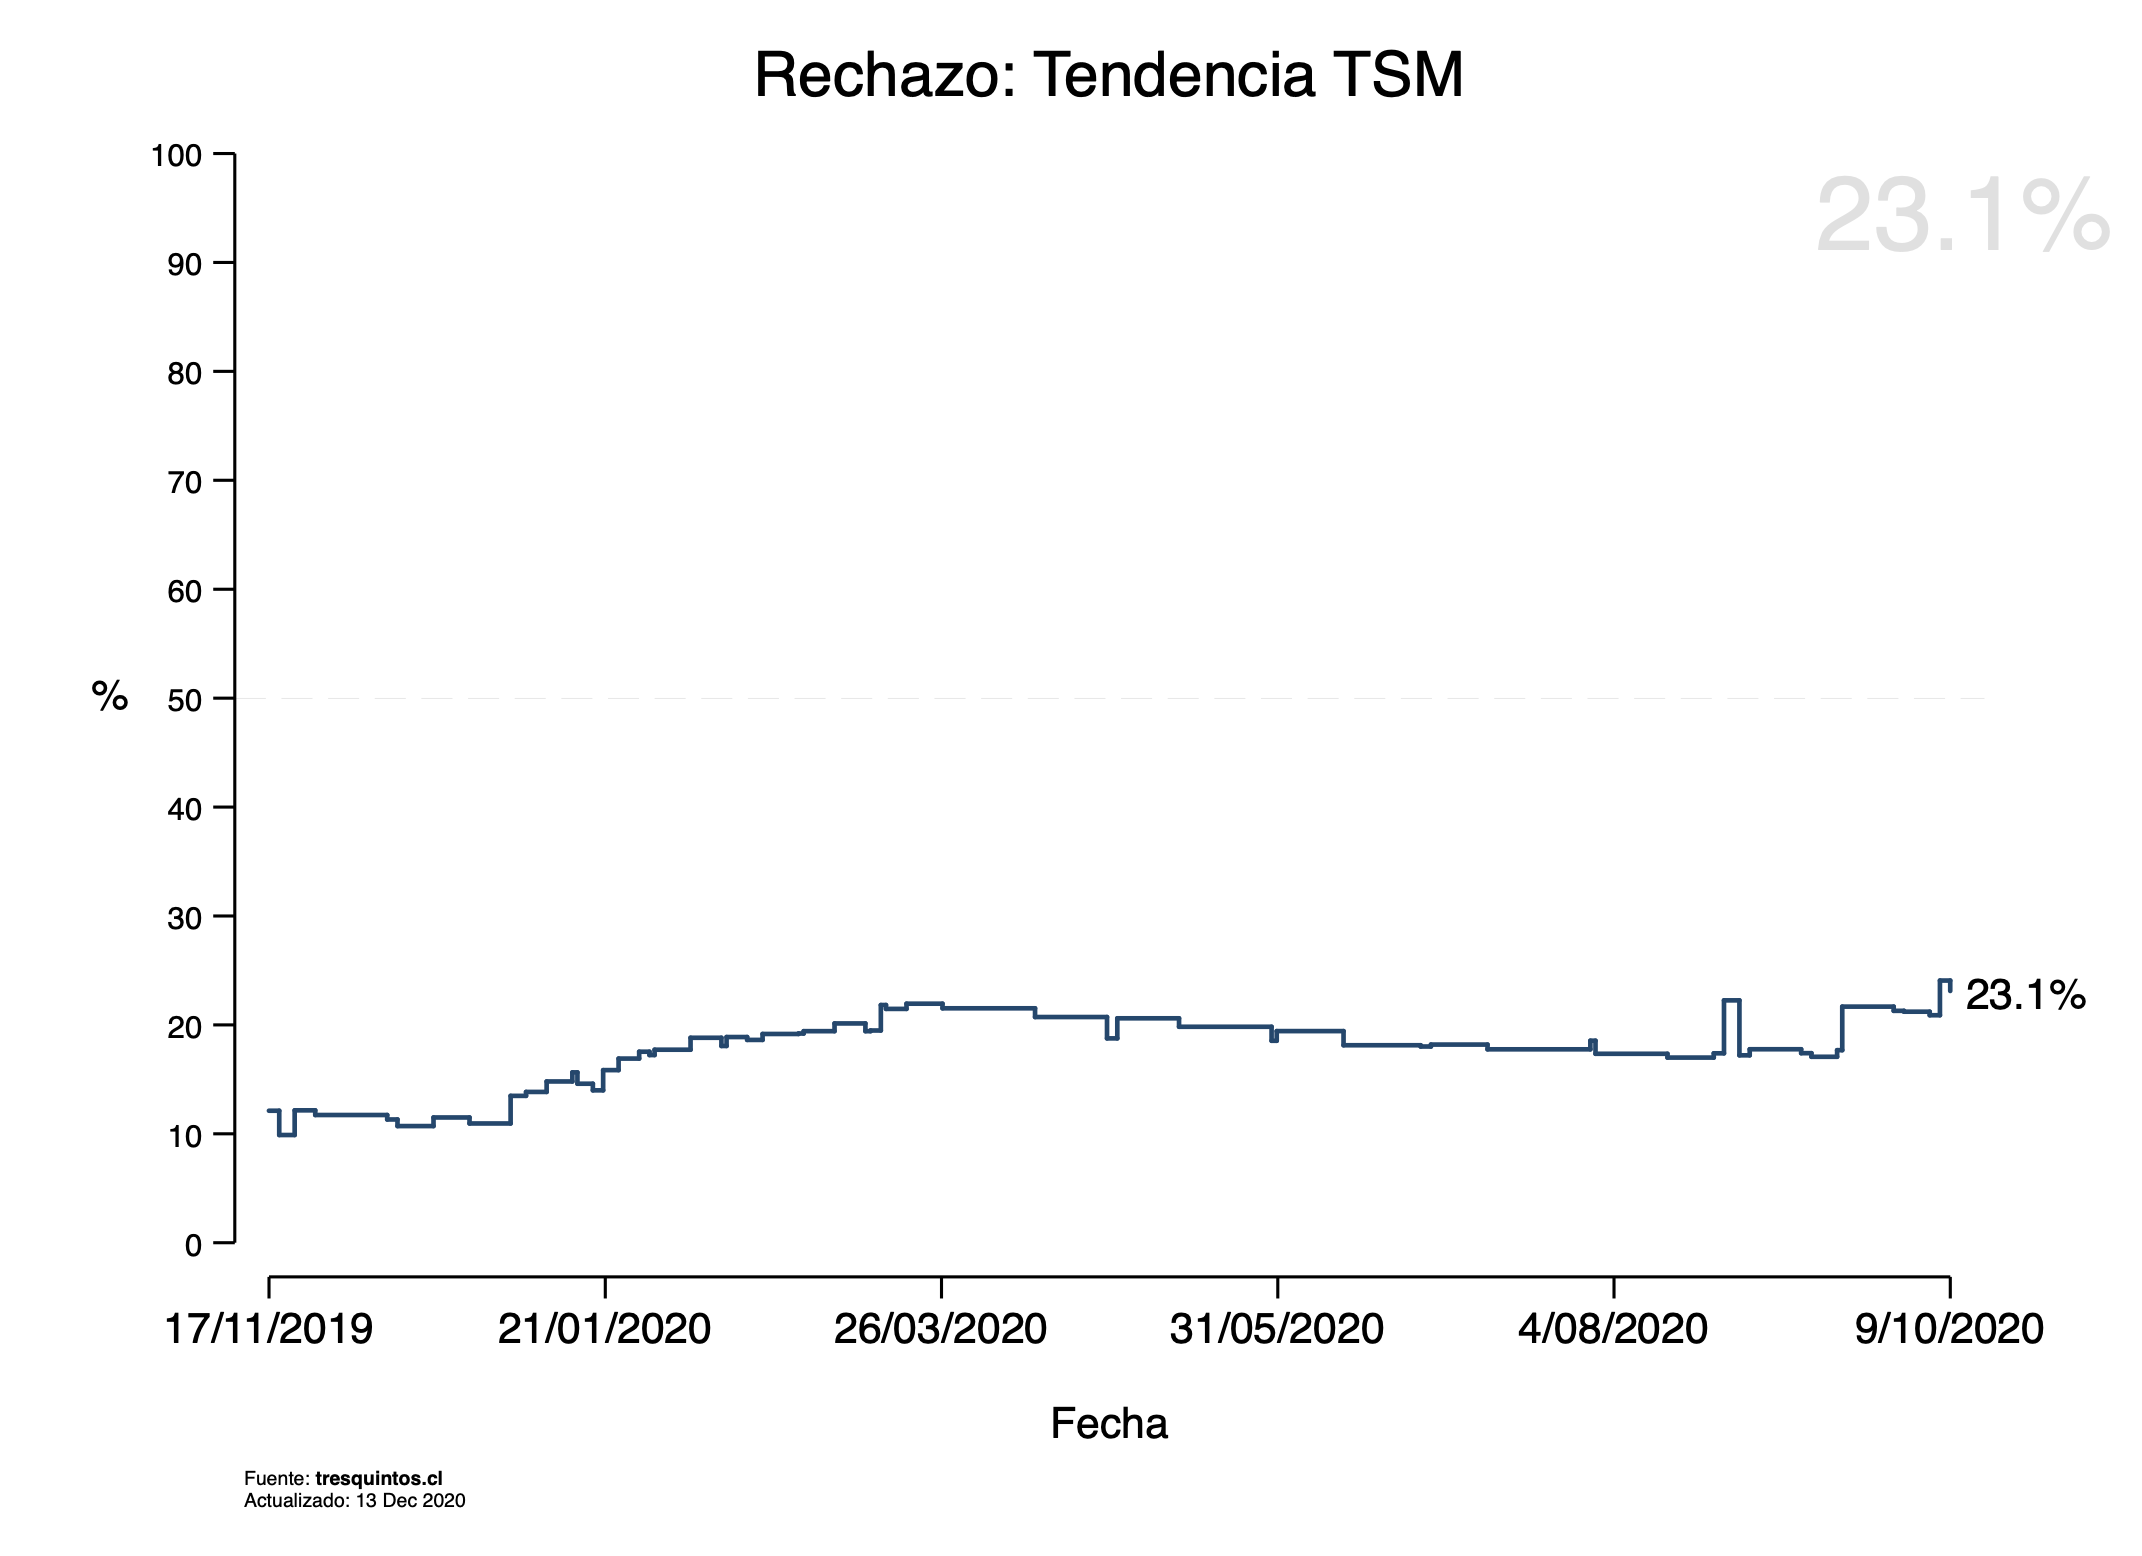 Rechazo: Tendencia TSM
23.1%
100
90
80
70
60
50
40
30
20
10
0
%
23.1%
17/11/2019 21/01/2020 26/03/2020 31/05/2020 4/08/2020 9/10/2020
Fecha
Fuente: tresquintos.cl
Actualizado: 13 Dec 2020